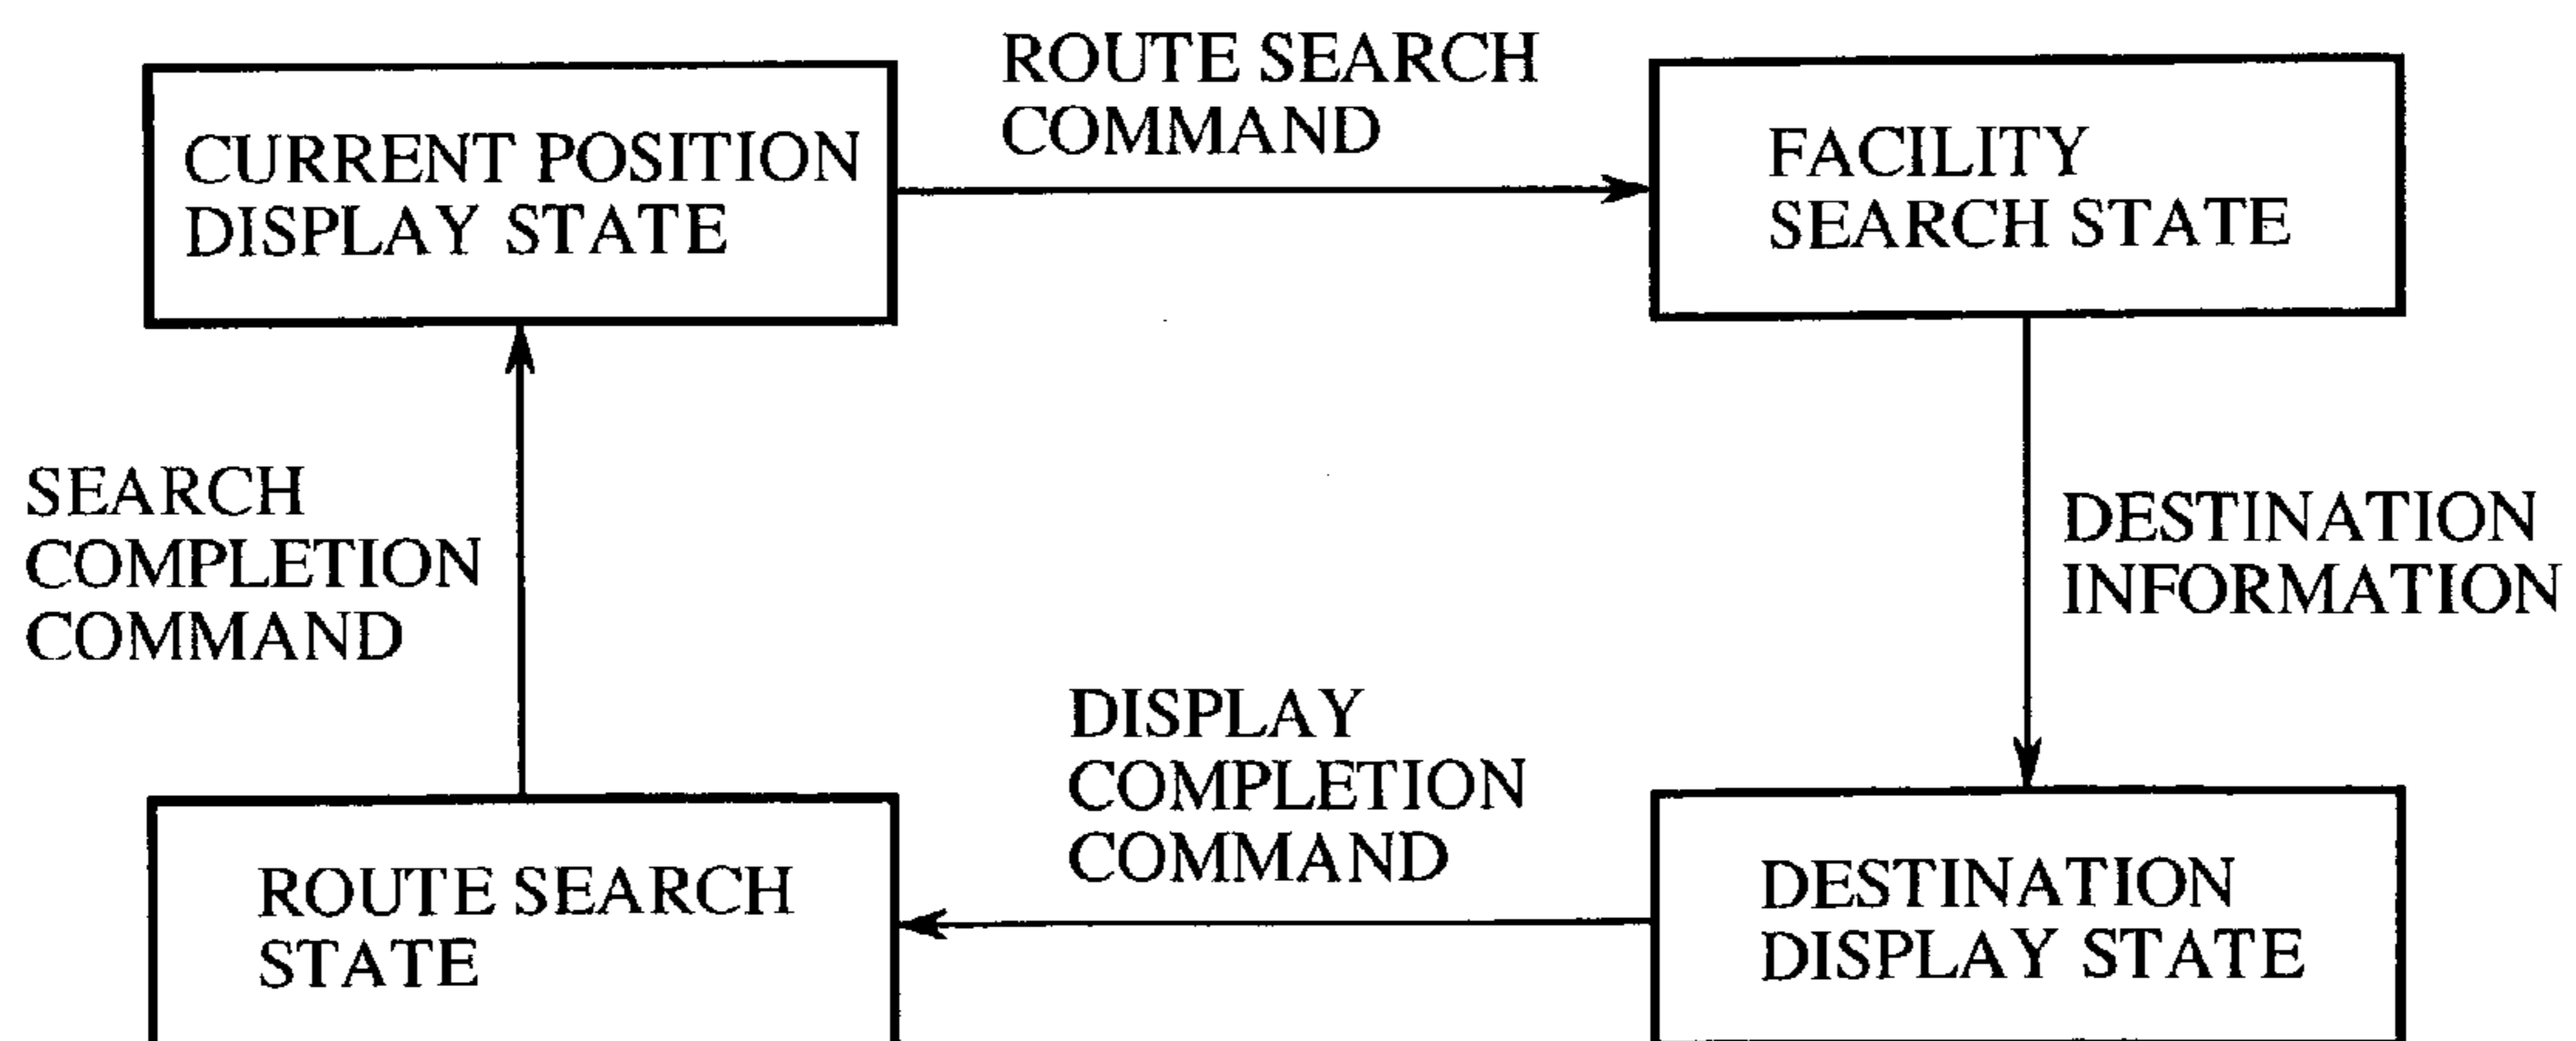 ROUTE SEARCH
COMMAND
CURRENT POSITION
DISPLAY STATE
FACILITY
SEARCH STATE
SEARCH
COMPLETION
COMMAND
DESTINATION
INFORMATION
DISPLAY
COMPLETION
COMMAND
ROUTE SEARCH
STATE
DESTINATION
DISPLAY STATE